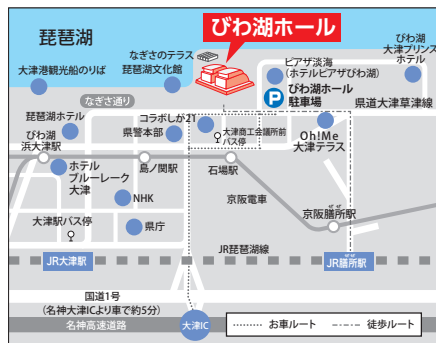 びわ湖ホール
琵琶湖
なぎさのテラス
琵琶湖文化館
大津港観光船のりば
ピアザ淡海
(ホテルピアザびわ湖)
びわ湖
大津プリンス
ホテル
P
びわ湖ホール
駐車場
県道大津草津線
なぎさ通り
琵琶湖ホテル
コラボしが21
県警本部
大津商工会議所前
バス停
Oh!Me
大津テラス
びわ湖
浜大津駅
島ノ関駅
石場駅
ホテル
ブルーレーク
大津
NHK
京阪電車
京阪膳所駅
ぜぜ
大津駅バス停
県庁
JR琵琶湖線
JR大津駅
JR膳所駅
ぜぜ
国道1号
(名神大津ICより車で約5分)
名神高速道路
大津IC
お車ルート
徒歩ルート